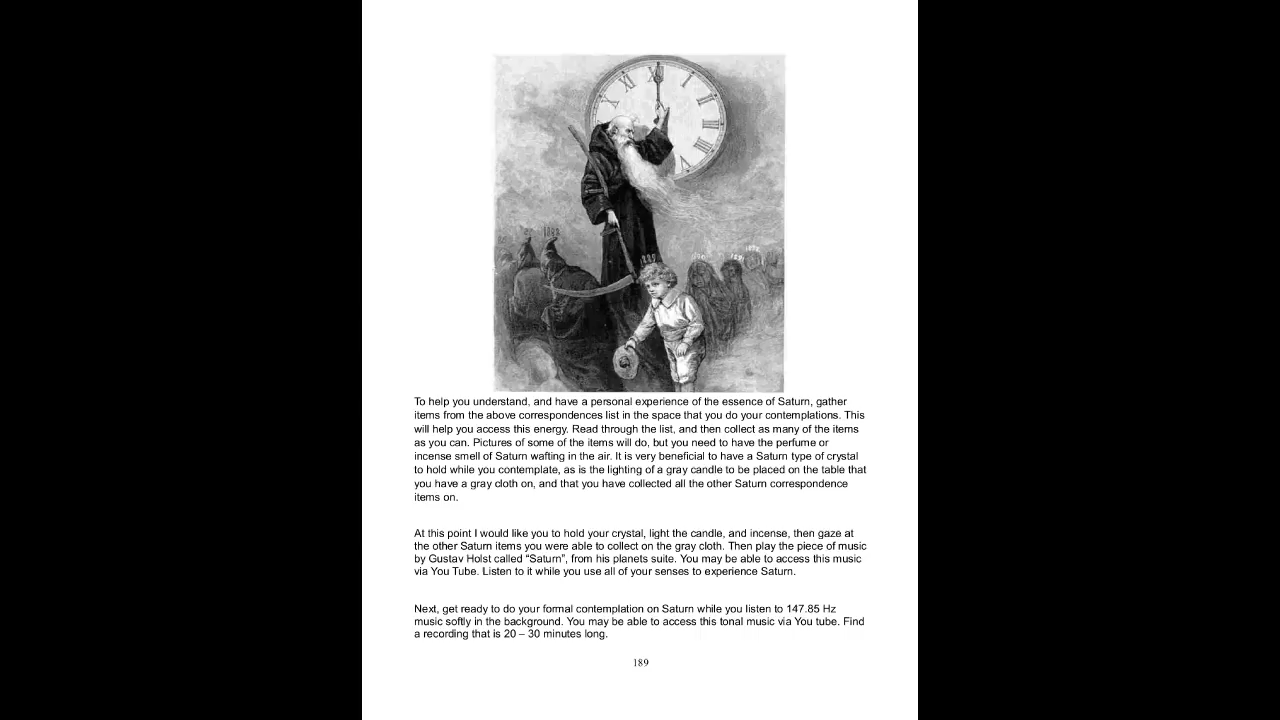 XII
I
II
III
X
XI
1892
To help you understand, and have a personal experience of the essence of Saturn, gather
items from the above correspondences list in the space that you do your contemplations. This
will help you access this energy. Read through the list, and then collect as many of the items
as you can. Pictures of some of the items will do, but you need to have the perfume or
incense smell of Saturn wafting in the air. It is very beneficial to have a Saturn type of crystal
to hold while you contemplate, as is the lighting of a gray candle to be placed on the table that
you have a gray cloth on, and that you have collected all the other Saturn correspondence
items on.
At this point I would like you to hold your crystal, light the candle, and incense, then gaze at
the other Saturn items you were able to collect on the gray cloth. Then play the piece of music
by Gustav Holst called “Saturn”, from his planets suite. You may be able to access this music
via You Tube. Listen to it while you use all of your senses to experience Saturn.
Next, get ready to do your formal contemplation on Saturn while you listen to 147.85 Hz
music softly in the background. You may be able to access this tonal music via You tube. Find
a recording that is 20 – 30 minutes long.
189